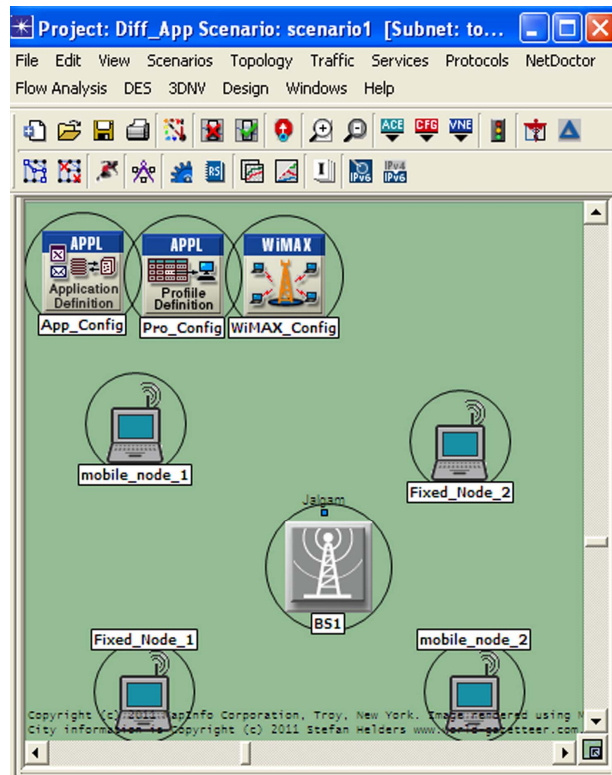 Project: Diff_App Scenario: scenario1 [Subnet: to...
File Edit View Scenarios Topology Traffic Services Protocols NetDoctor
Flow Analysis DES 3DNV Design Windows Help
ACE CFG VNE
RS IPv6 IPv4 IPv6
APPL APPL WiMAX
Application Definition
Profile Definition
App_Config Pro_Config WiMAX_Config
mobile_node_1
Fixed_Node_2
Jalgam
BS1
Fixed_Node_1 mobile_node_2
Copyright (c) 2011 MapInfo Corporation, Troy, New York. Image rendered using M
City information is Copyright (c) 2011 Stefan Helders www.world-gazetteer.com